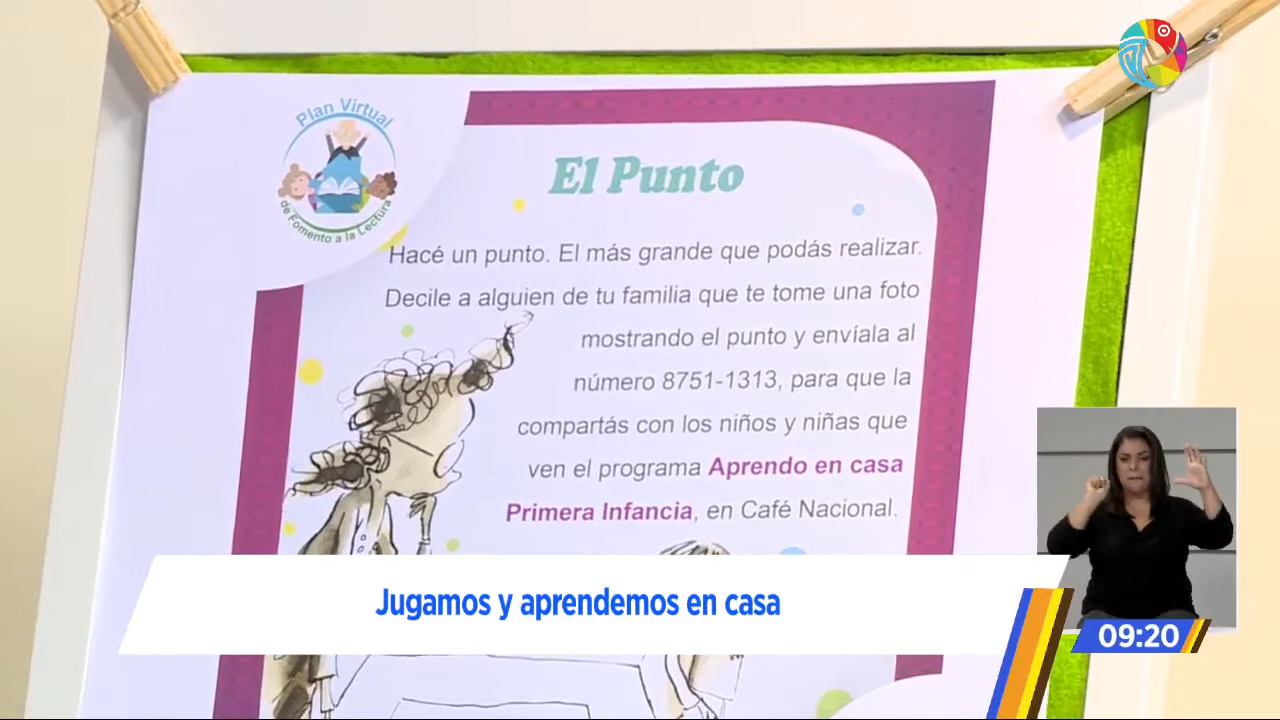 Plan Virtual
de Fomento a la Lectura
El Punto
Hacé un punto. El más grande que podás realizar.
Decile a alguien de tu familia que te tome una foto
mostrando el punto y envíala al
número 8751-1313, para que la
compartás con los niños y niñas que
ven el programa Aprendo en casa
Primera Infancia, en Café Nacional.
Jugamos y aprendemos en casa
09:20